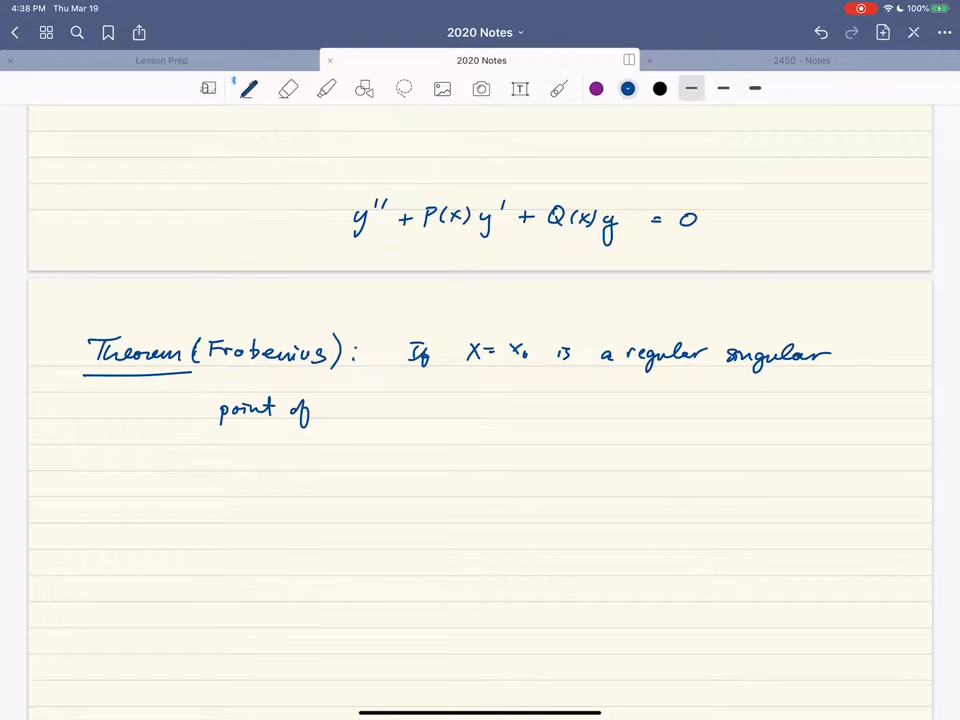 4:38 PM Thu Mar 19
100%
2020 Notes
Lesson Prep
2020 Notes
2450 - Notes
y'' + P(x) y' + Q(x) y = 0
Theorem (Frobenius): If x = x₀ is a regular singular
point of